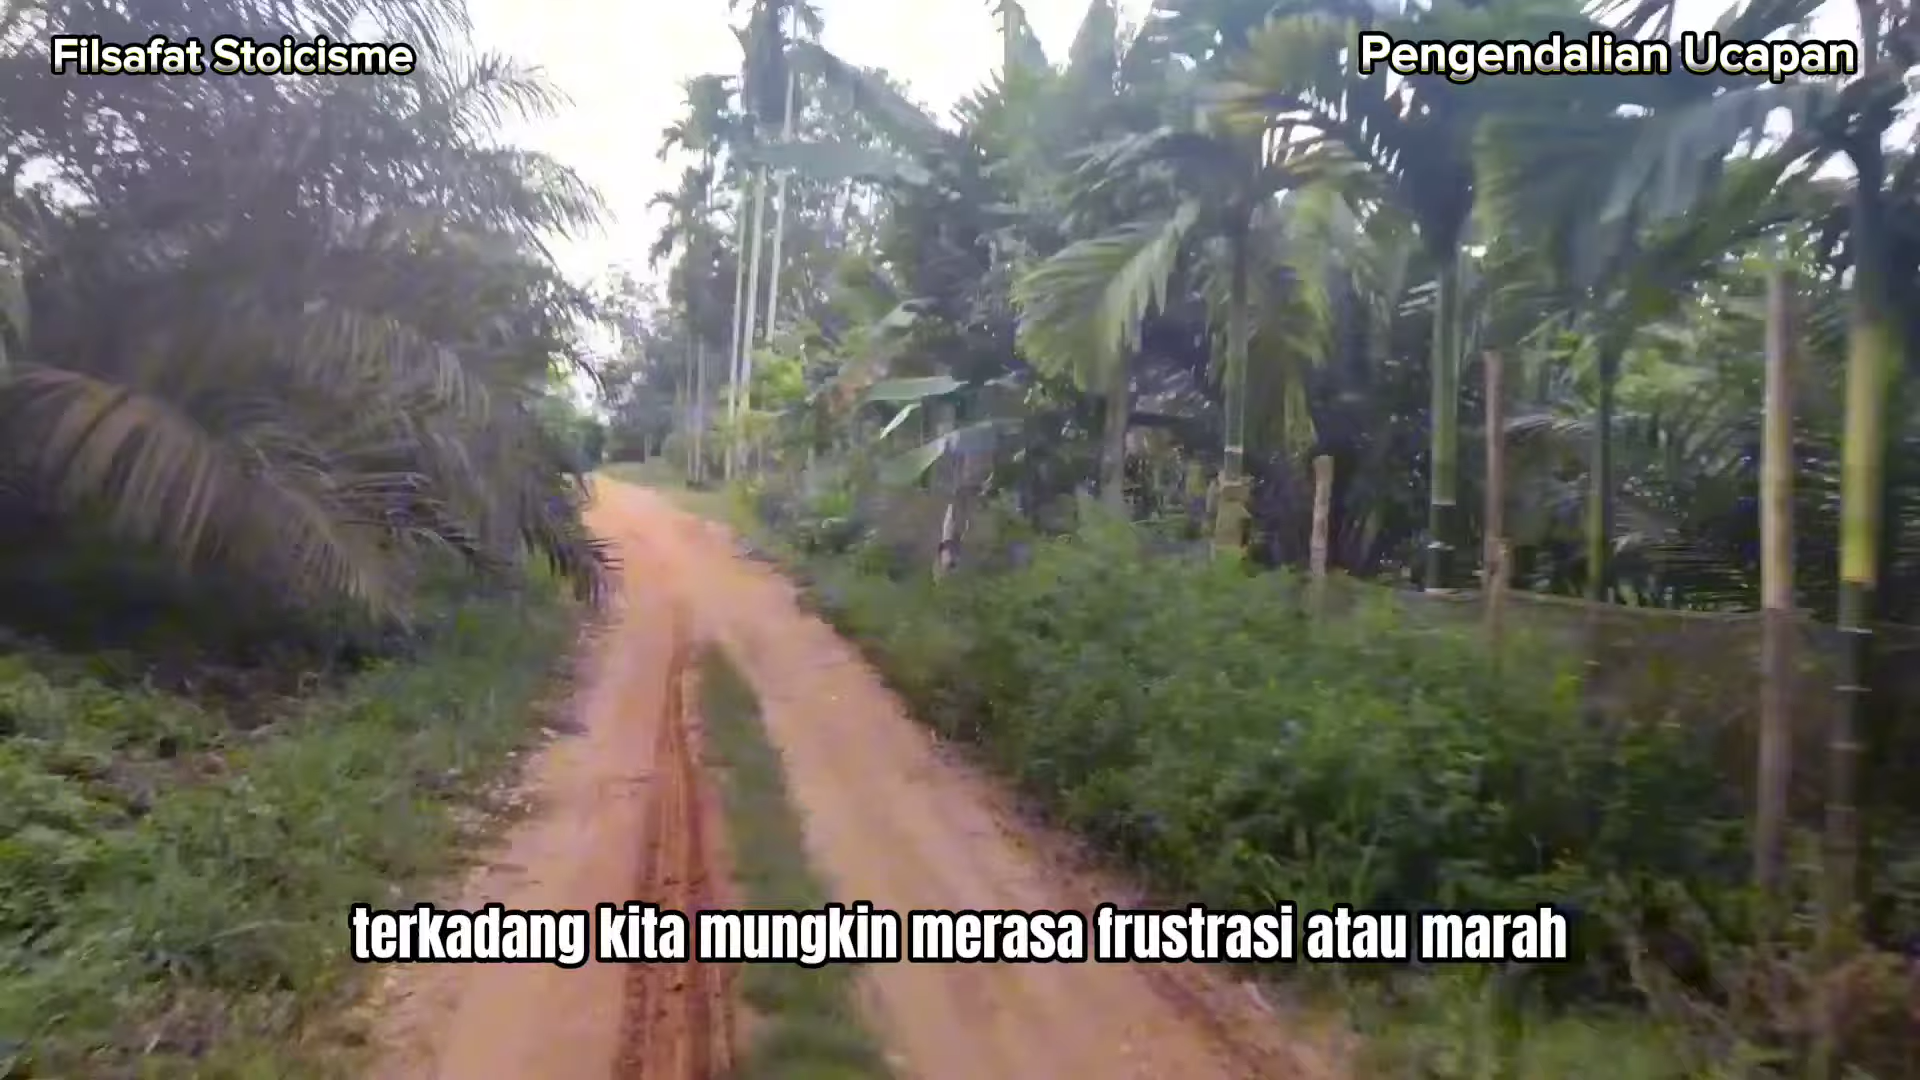 Filsafat Stoicisme
Pengendalian Ucapan
terkadang kita mungkin merasa frustrasi atau marah